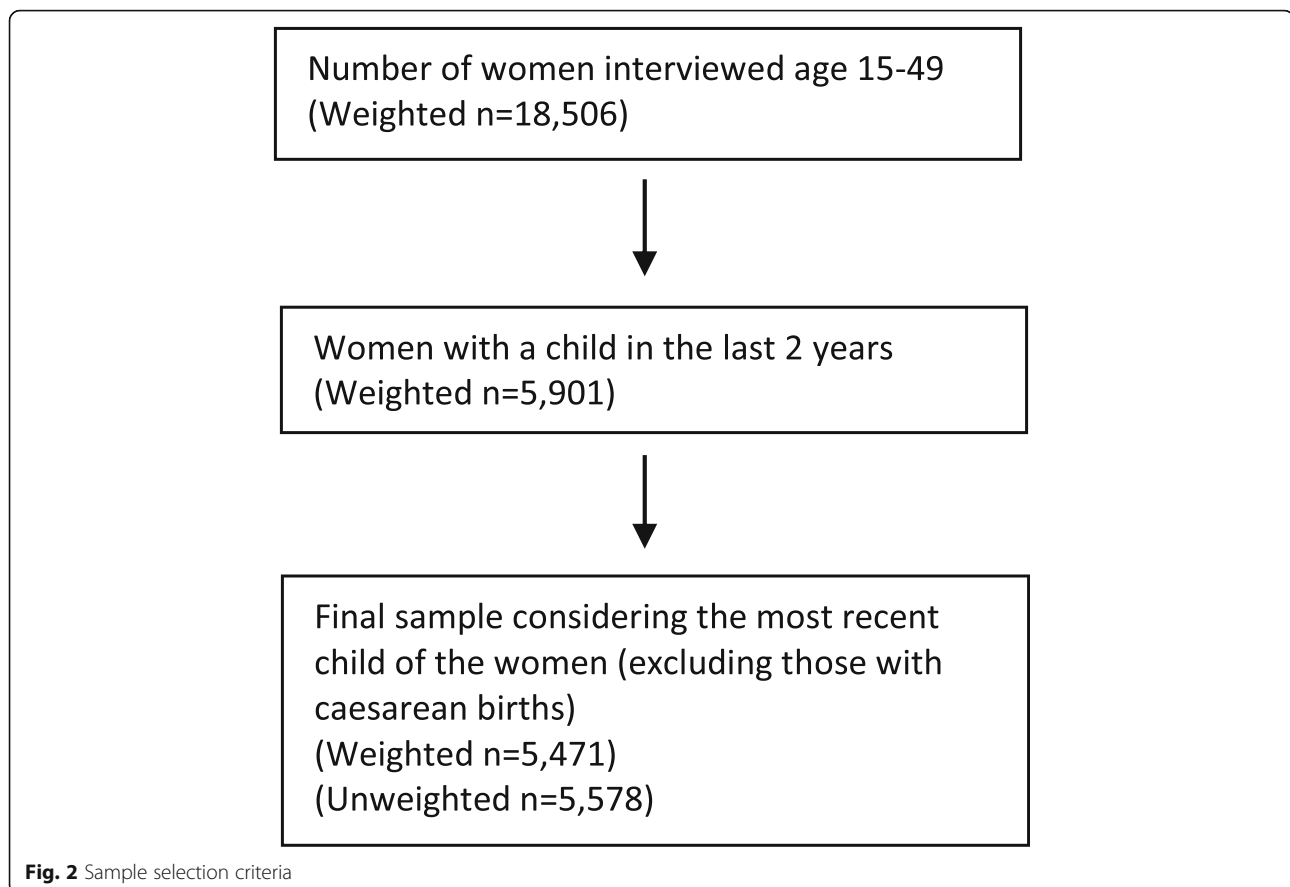 Number of women interviewed age 15-49
(Weighted n=18,506)
Women with a child in the last 2 years
(Weighted n=5,901)
Final sample considering the most recent
child of the women (excluding those with
caesarean births)
(Weighted n=5,471)
(Unweighted n=5,578)
Fig. 2 Sample selection criteria